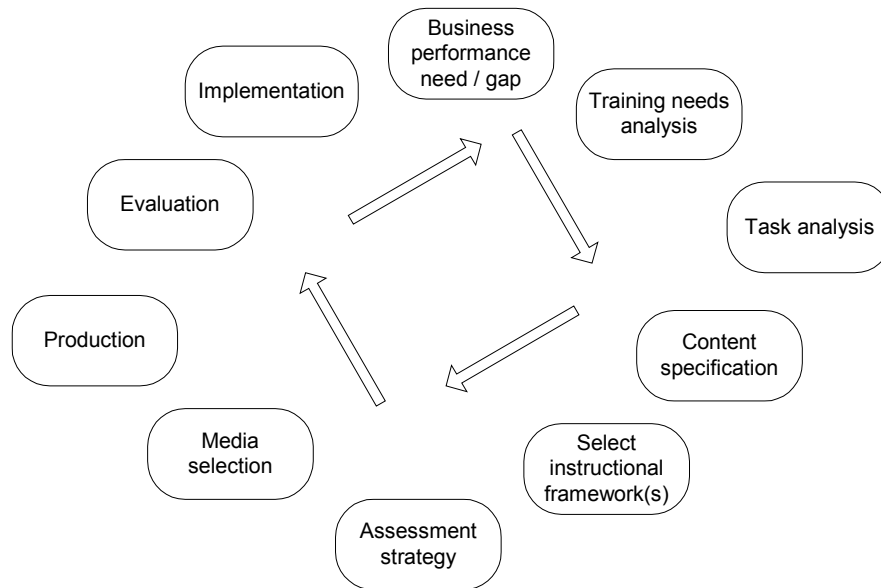 Business
performance
need / gap
Training needs
analysis
Task analysis
Content
specification
Select
instructional
framework(s)
Assessment
strategy
Media
selection
Production
Evaluation
Implementation